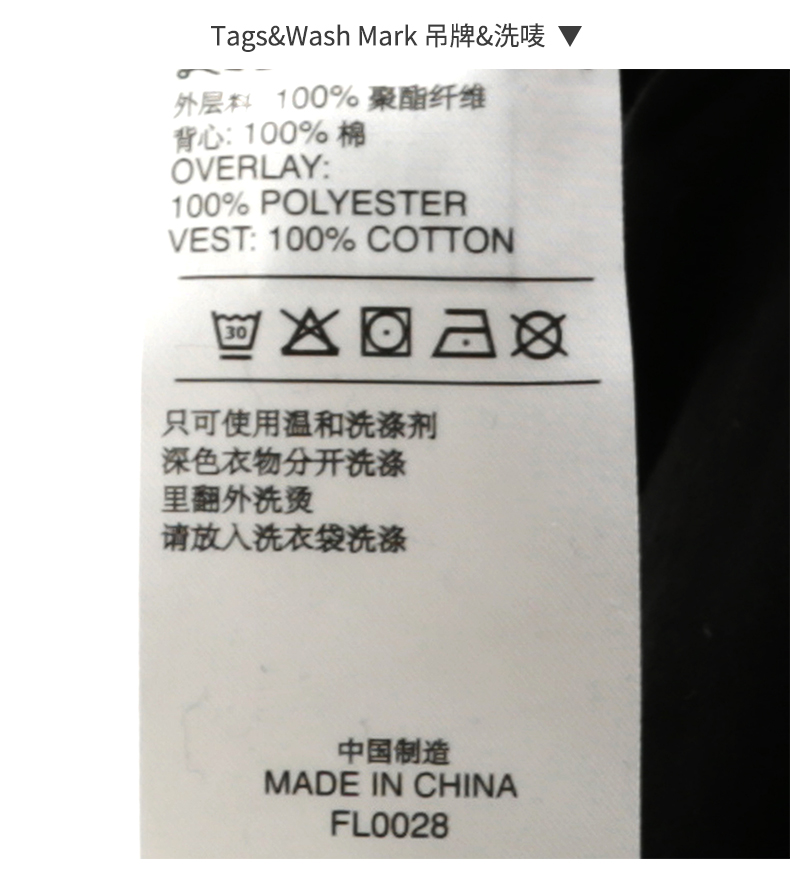 Tags&Wash Mark 吊牌&洗唛 ▼
外层料 100% 聚酯纤维
背心: 100% 棉
OVERLAY:
100% POLYESTER
VEST: 100% COTTON
30
只可使用温和洗涤剂
深色衣物分开洗涤
里翻外洗烫
请放入洗衣袋洗涤
中国制造
MADE IN CHINA
FL0028